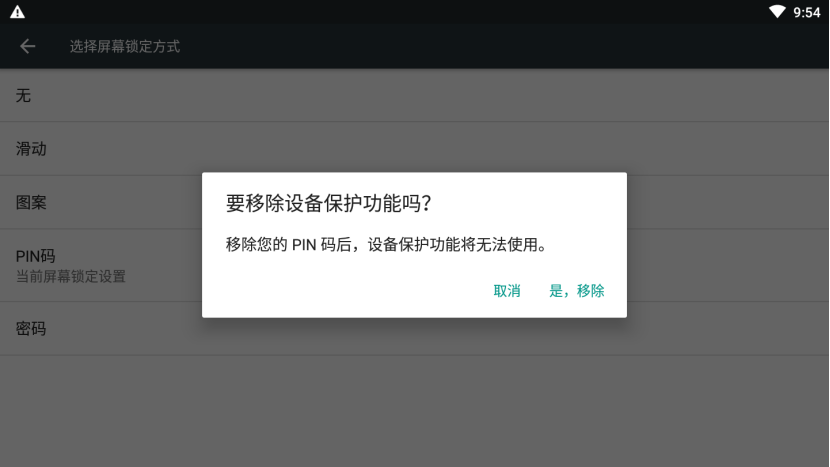 9:54
选择屏幕锁定方式
无
滑动
图案
PIN码
当前屏幕锁定设置
密码
要移除设备保护功能吗？
移除您的 PIN 码后，设备保护功能将无法使用。
取消 是，移除